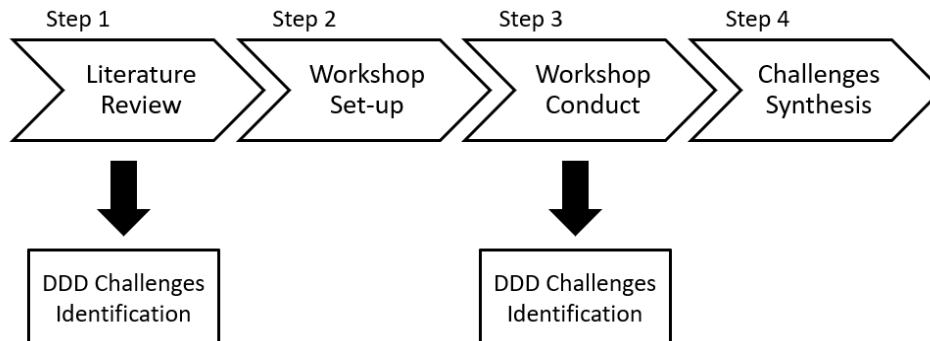 Step 1
Step 2
Step 3
Step 4
Literature
Review
Workshop
Set-up
Workshop
Conduct
Challenges
Synthesis
DDD Challenges
Identification
DDD Challenges
Identification